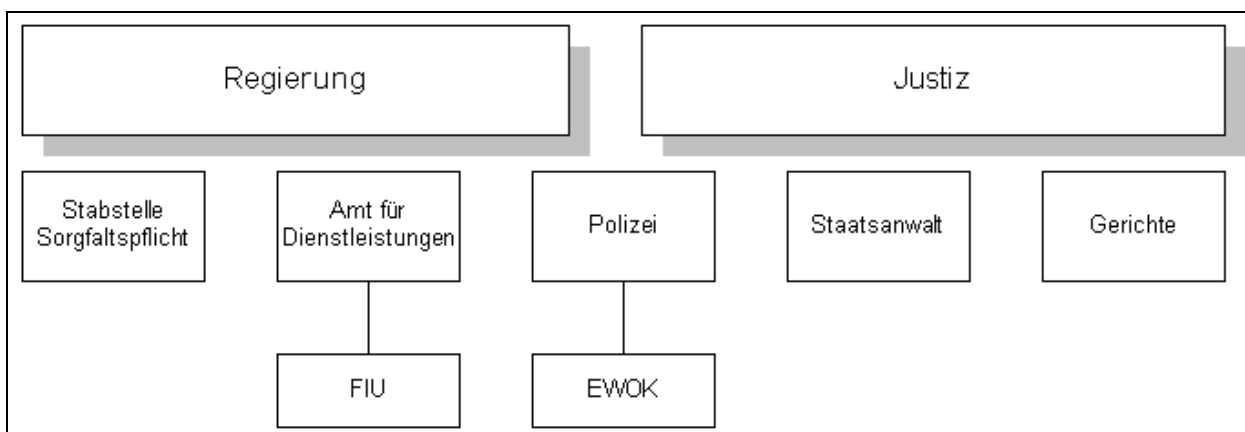 Regierung
Justiz
Stabstelle
Sorgfaltspflicht
Amt für
Dienstleistungen
Polizei
Staatsanwalt
Gerichte
FIU
EWOK